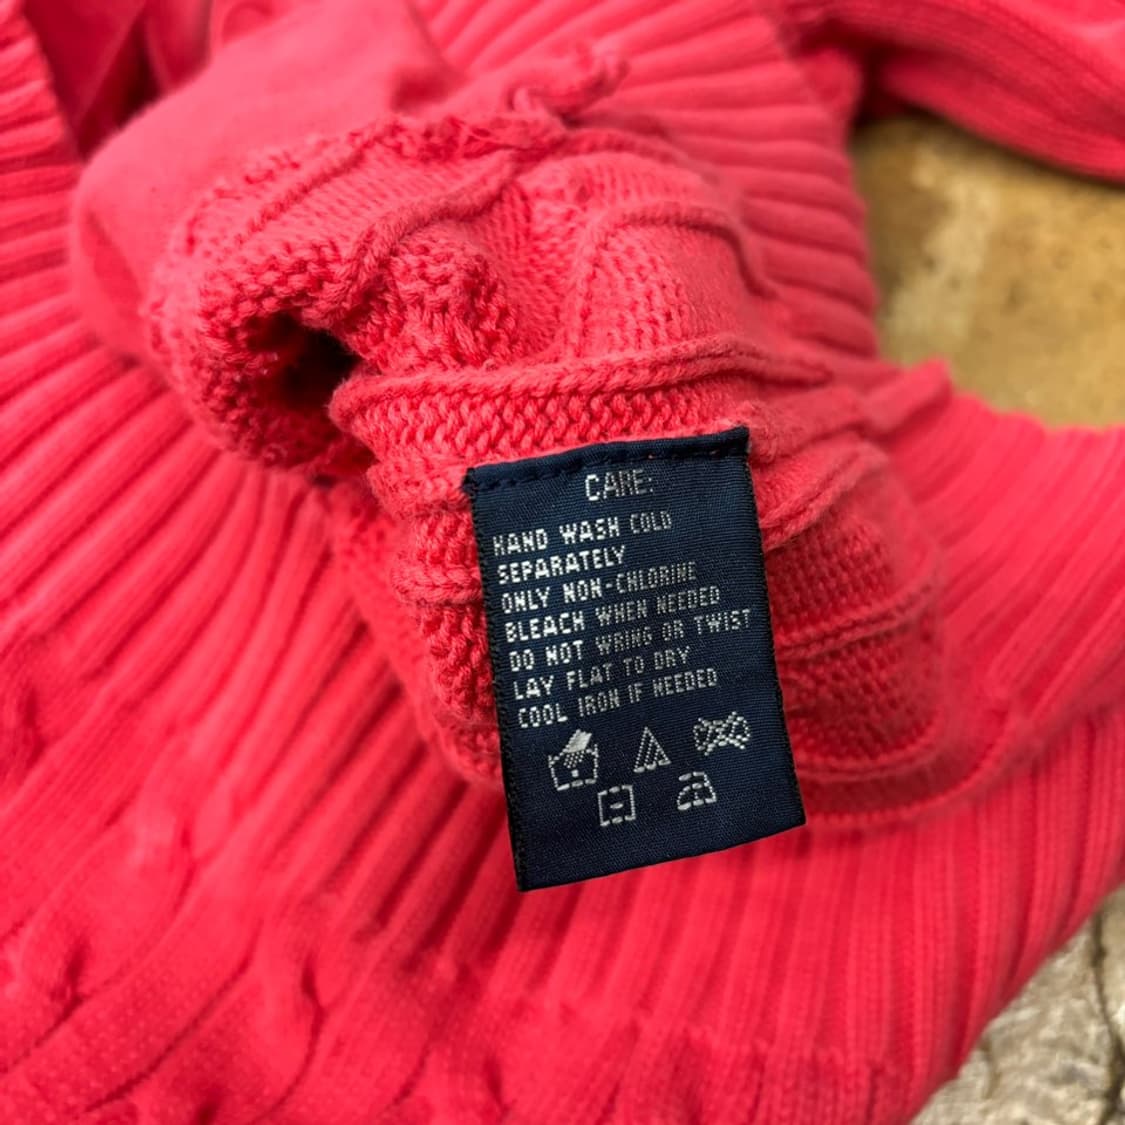 CARE:
HAND WASH COLD
SEPARATELY
ONLY NON-CHLORINE
BLEACH WHEN NEEDED
DO NOT WRING OR TWIST
LAY FLAT TO DRY
COOL IRON IF NEEDED